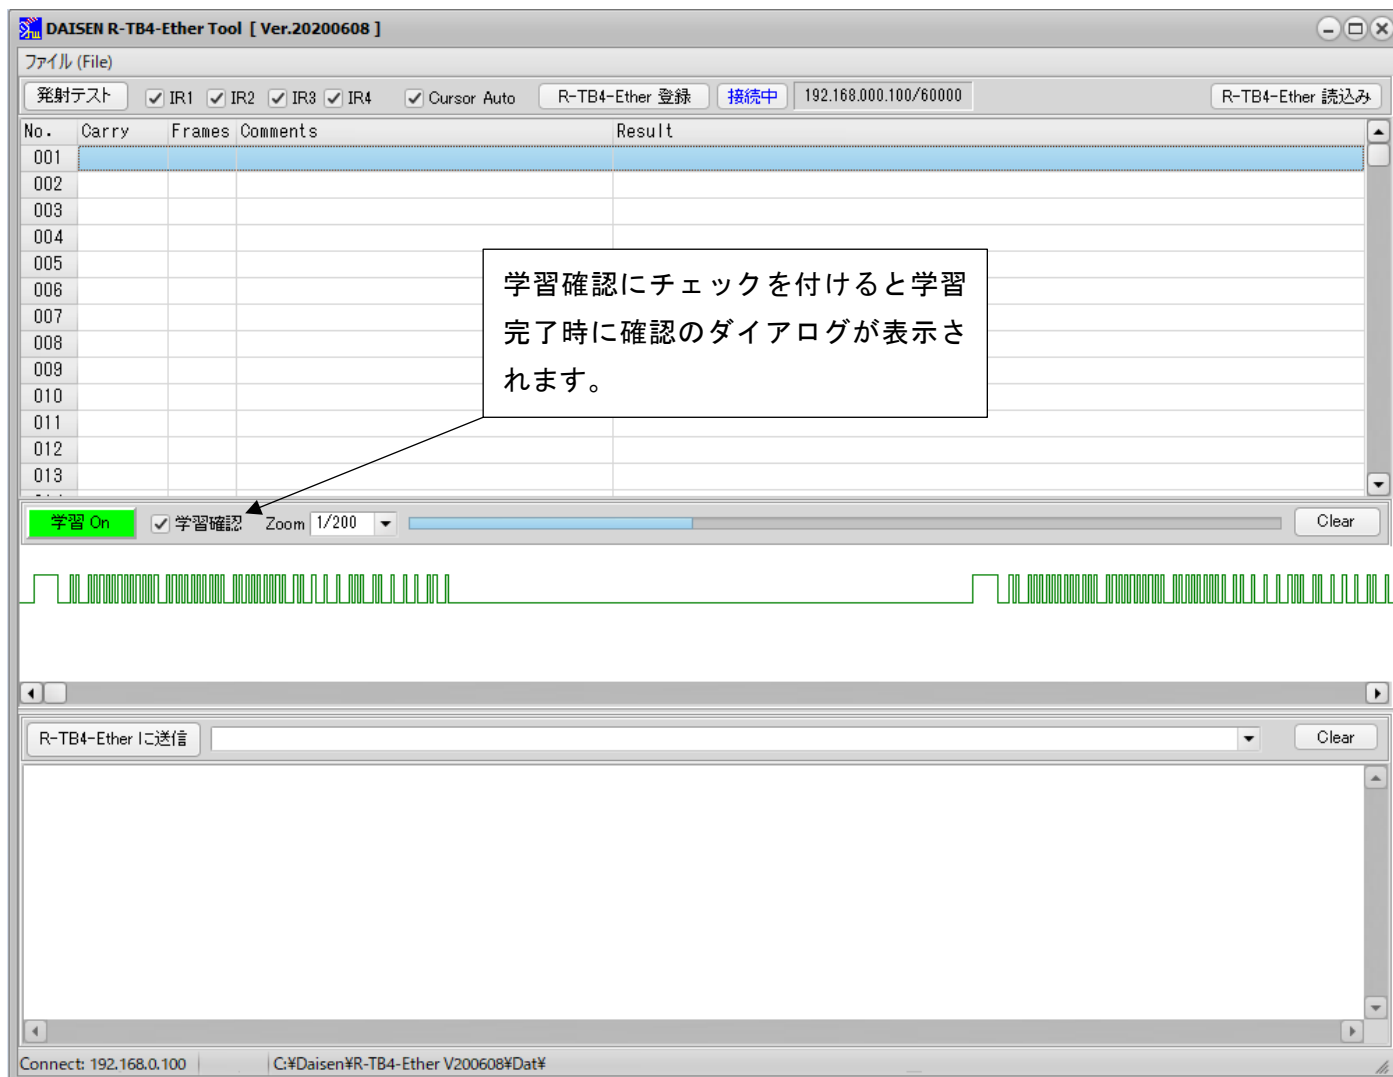 DAISEN R-TB4-Ether Tool [ Ver.20200608 ]
ファイル (File)
発射テスト IR1 IR2 IR3 IR4 Cursor Auto R-TB4-Ether 登録 接続中 192.168.000.100/60000 R-TB4-Ether 読込み
No. Carry Frames Comments Result
001
002
003
004
005
006
007
008
009
010
011
012
013
学習確認にチェックを付けると学習
完了時に確認のダイアログが表示さ
れます。
学習 On 学習確認 Zoom 1/200 Clear
R-TB4-Ether に送信 Clear
Connect: 192.168.0.100 C:¥Daisen¥R-TB4-Ether V200608¥Dat¥